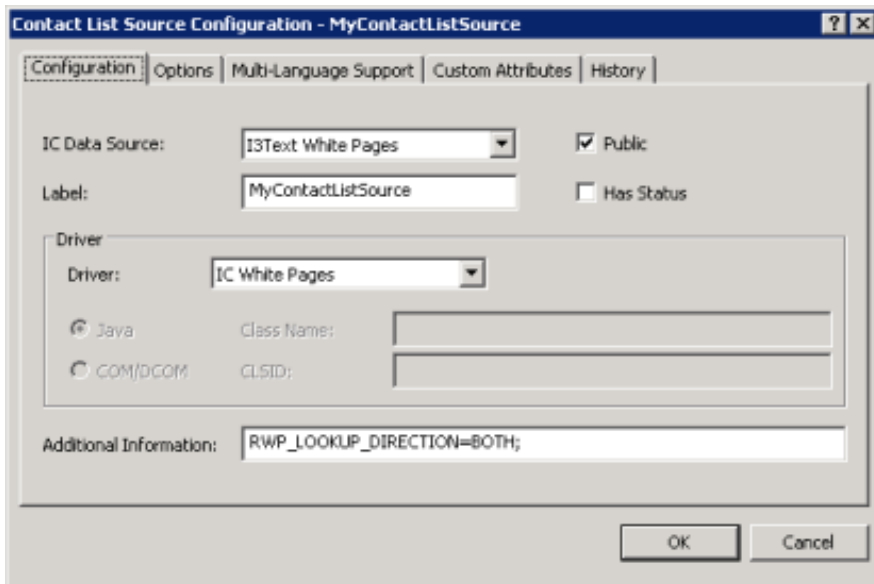 Contact List Source Configuration - MyContactListSource
Configuration Options Multi-Language Support Custom Attributes History
IC Data Source: I3Text White Pages Public
Label: MyContactListSource Has Status
Driver
Driver: IC White Pages
Java Class Name:
COM/DCOM CLSID:
Additional Information: RWP_LOOKUP_DIRECTION=BOTH;
OK Cancel